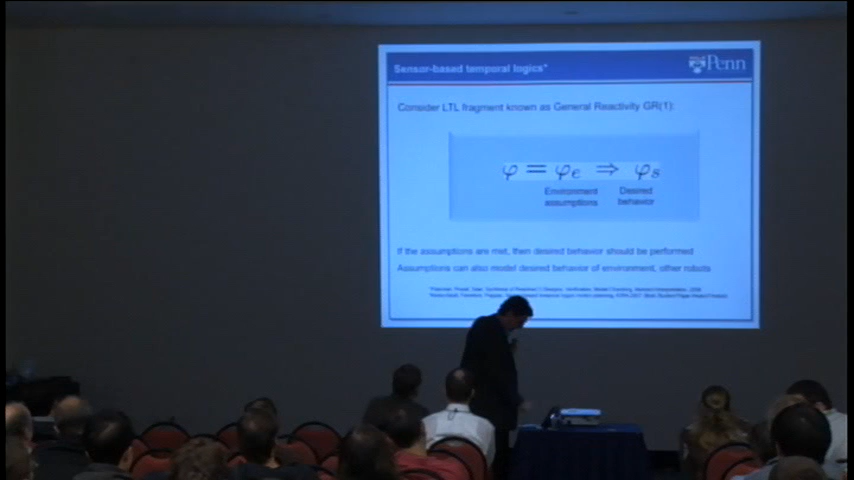 Sensor-based temporal logics*
Penn
Consider LTL fragment known as General Reactivity GR(1):
φ = φe ⇒ φs
Environment assumptions
Desired behavior
If the assumptions are met, then desired behavior should be performed
Assumptions can also model desired behavior of environment, other robots